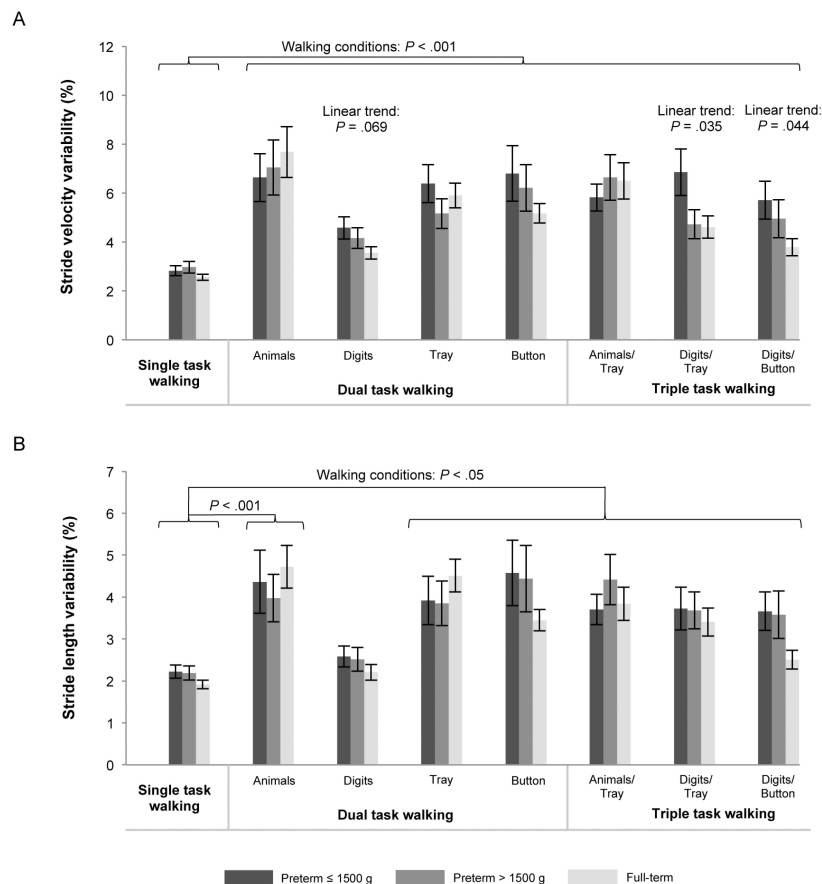 A
Walking conditions: P < .001
Linear trend:
P = .069
Linear trend:
P = .035
Linear trend:
P = .044
Stride velocity variability (%)
12
10
8
6
4
2
0
Single task
walking
Animals
Digits
Tray
Button
Dual task walking
Animals/
Tray
Digits/
Tray
Digits/
Button
Triple task walking
B
Walking conditions: P < .05
P < .001
Stride length variability (%)
7
6
5
4
3
2
1
0
Single task
walking
Animals
Digits
Tray
Button
Dual task walking
Animals/
Tray
Digits/
Tray
Digits/
Button
Triple task walking
Preterm ≤ 1500 g
Preterm > 1500 g
Full-term